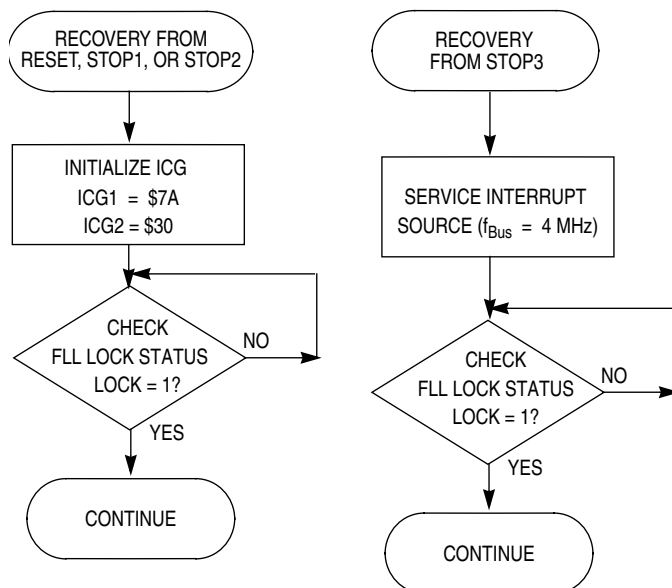 RECOVERY FROM
RESET, STOP1, OR STOP2
INITIALIZE ICG
ICG1 = $7A
ICG2 = $30
CHECK
FLL LOCK STATUS
LOCK = 1?
NO
YES
CONTINUE
RECOVERY
FROM STOP3
SERVICE INTERRUPT
SOURCE (fBus = 4 MHz)
CHECK
FLL LOCK STATUS
LOCK = 1?
NO
YES
CONTINUE